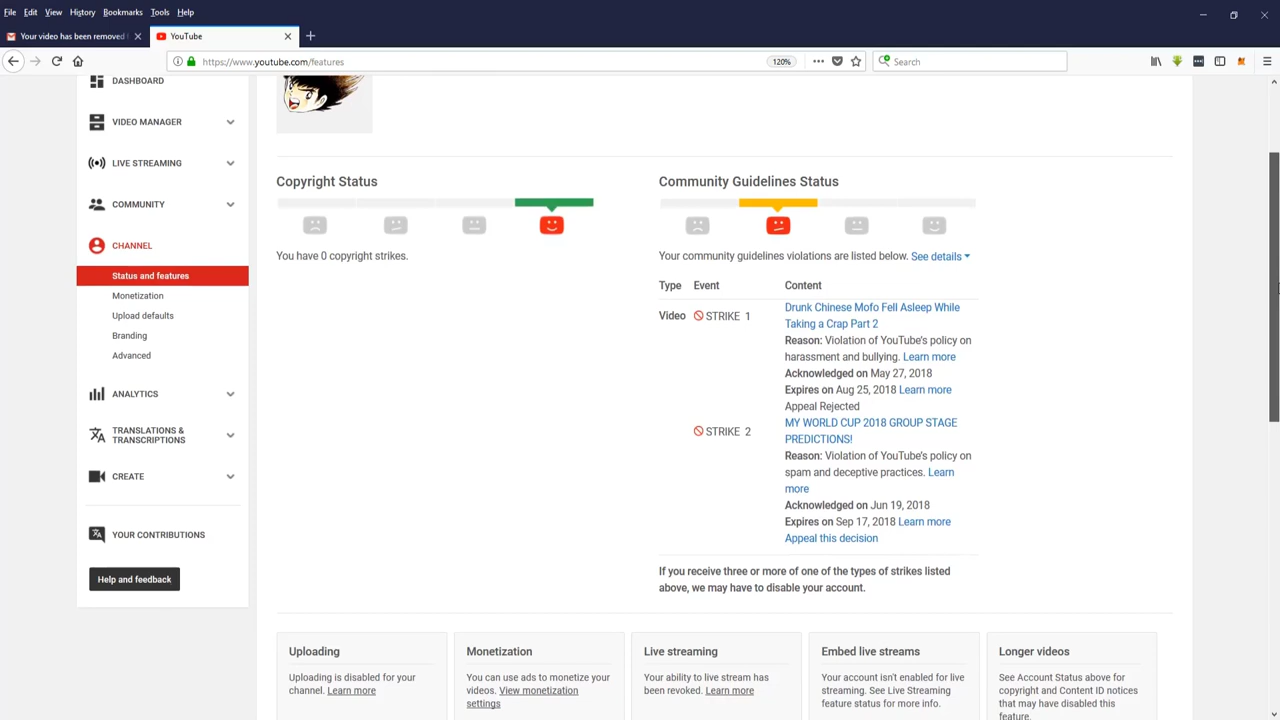 File Edit View History Bookmarks Tools Help
Your video has been removed f
YouTube
https://www.youtube.com/features
120%
Search
DASHBOARD
VIDEO MANAGER
LIVE STREAMING
COMMUNITY
CHANNEL
Status and features
Monetization
Upload defaults
Branding
Advanced
ANALYTICS
TRANSLATIONS &
TRANSCRIPTIONS
CREATE
YOUR CONTRIBUTIONS
Help and feedback
Copyright Status
You have 0 copyright strikes.
Community Guidelines Status
Your community guidelines violations are listed below. See details
Type Event Content
Video STRIKE 1 Drunk Chinese Mofo Fell Asleep While
Taking a Crap Part 2
Reason: Violation of YouTube's policy on
harassment and bullying. Learn more
Acknowledged on May 27, 2018
Expires on Aug 25, 2018 Learn more
Appeal Rejected
STRIKE 2 MY WORLD CUP 2018 GROUP STAGE
PREDICTIONS!
Reason: Violation of YouTube's policy on
spam and deceptive practices. Learn
more
Acknowledged on Jun 19, 2018
Expires on Sep 17, 2018 Learn more
Appeal this decision
If you receive three or more of one of the types of strikes listed
above, we may have to disable your account.
Uploading
Uploading is disabled for your
channel. Learn more
Monetization
You can use ads to monetize your
videos. View monetization
settings
Live streaming
Your ability to live stream has
been revoked. Learn more
Embed live streams
Your account isn't enabled for live
streaming. See Live Streaming
feature status for more info.
Longer videos
See Account Status above for
copyright and Content ID notices
that may have disabled this
feature.